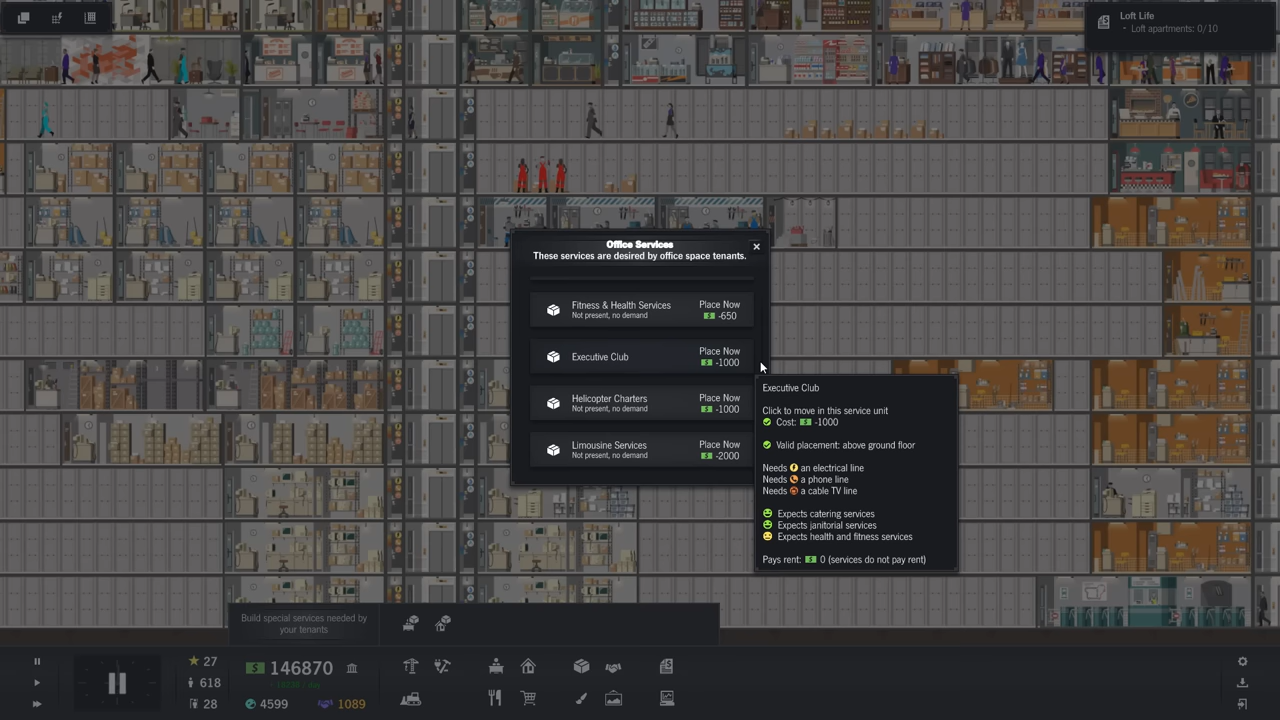 Loft Life
- Loft apartments: 0/10
Office Services
These services are desired by office space tenants.
Fitness & Health Services
Not present, no demand
Place Now
-650
Executive Club
Place Now
-1000
Helicopter Charters
Not present, no demand
Place Now
-1000
Limousine Services
Not present, no demand
Place Now
-2000
Executive Club
Click to move in this service unit
Cost: -1000
Valid placement: above ground floor
Needs an electrical line
Needs a phone line
Needs a cable TV line
Expects catering services
Expects janitorial services
Expects health and fitness services
Pays rent: 0 (services do not pay rent)
Build special services needed by
your tenants
27
618
28
146870
4599
1089